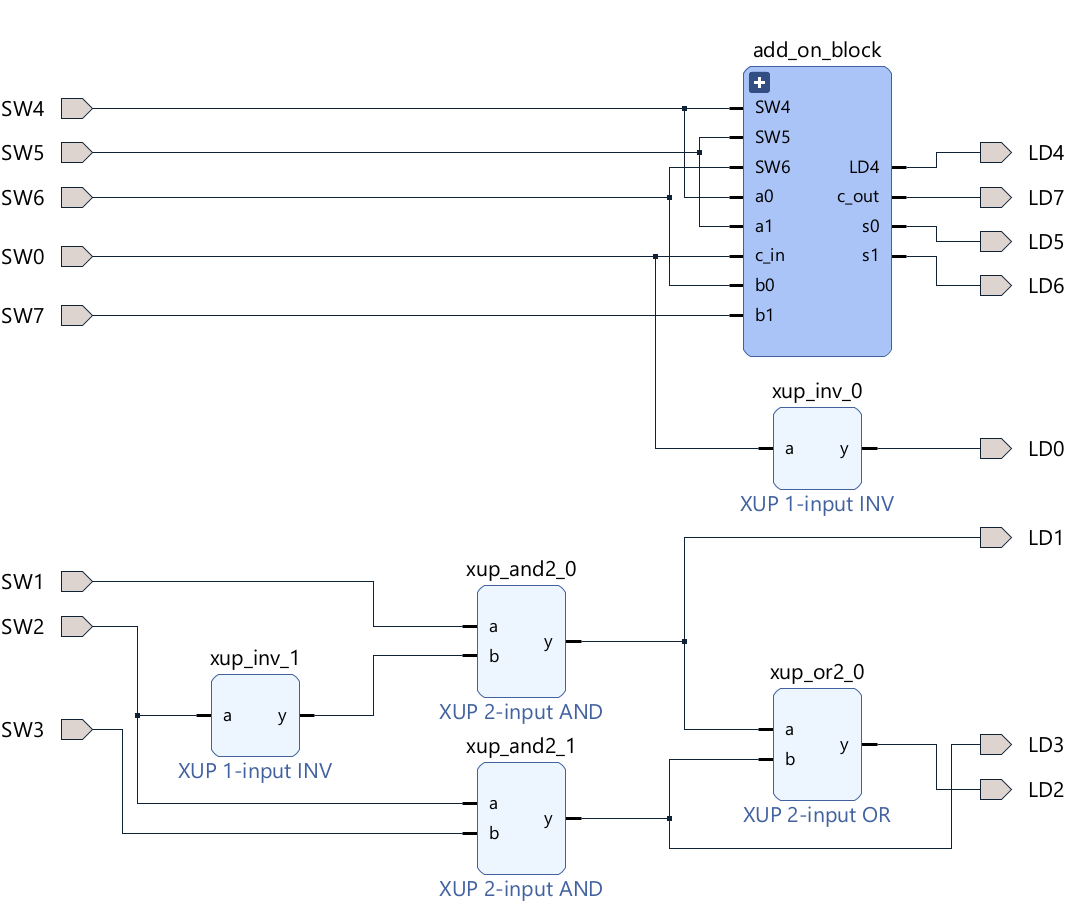 add_on_block
SW4
SW5
SW6
SW0
SW7
SW4
SW5
SW6
a0
a1
c_in
b0
b1
LD4
c_out
s0
s1
LD4
LD7
LD5
LD6
xup_inv_0
a y
XUP 1-input INV
LD0
LD1
SW1
SW2
SW3
xup_and2_0
a
b
y
XUP 2-input AND
xup_inv_1
a y
XUP 1-input INV
xup_and2_1
a
b
y
XUP 2-input AND
xup_or2_0
a
b
y
XUP 2-input OR
LD3
LD2